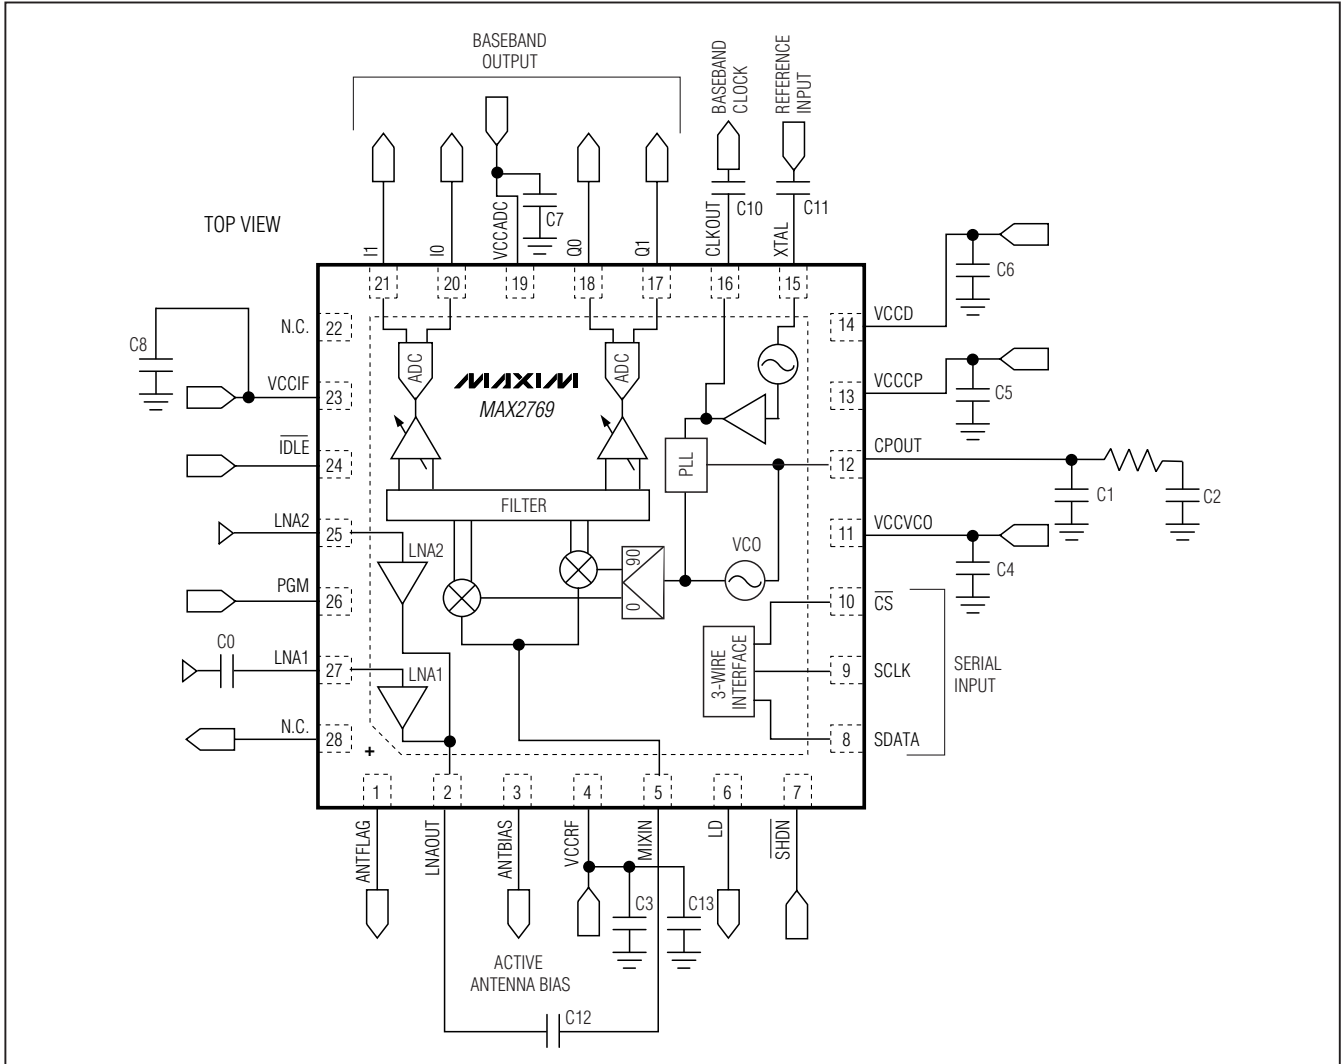 BASEBAND
OUTPUT
BASEBAND
CLOCK
REFERENCE
INPUT
TOP VIEW
I1
I0
VCCADC
C7
Q0
Q1
CLKOUT
C10
XTAL
C11
21
20
19
18
17
16
15
C6
N.C.
22
14
VCCD
C8
VCCIF
23
13
VCCCP
C5
ADC
ADC
MAXIM
MAX2769
IDLE
24
PLL
12
CPOUT
C1
C2
FILTER
LNA2
25
LNA2
11
VCCVCO
C4
90
0
VCO
PGM
26
10
CS
C0
LNA1
27
LNA1
3-WIRE
INTERFACE
9
SCLK
SERIAL
INPUT
N.C.
28
+
8
SDATA
1
2
3
4
5
6
7
ANTFLAG
LNAOUT
ANTBIAS
VCCRF
MIXIN
LD
SHDN
C3
C13
ACTIVE
ANTENNA BIAS
C12